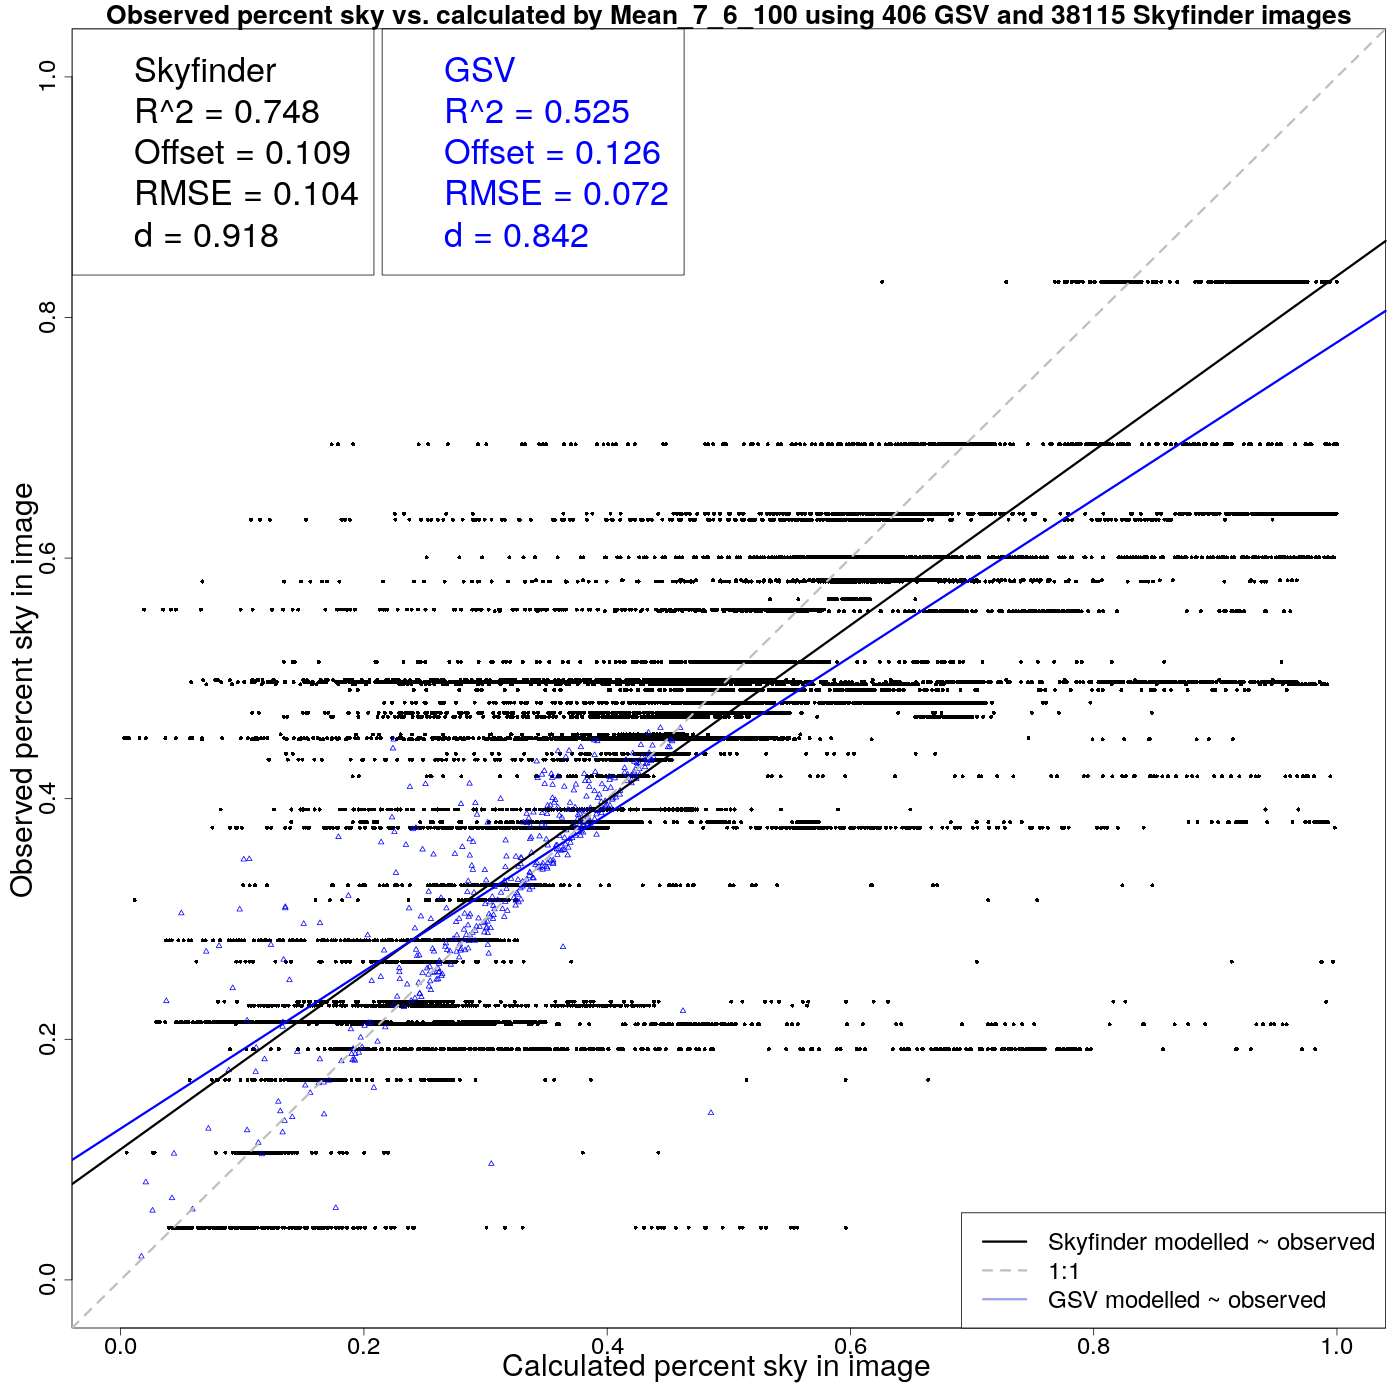 Observed percent sky vs. calculated by Mean_7_6_100 using 406 GSV and 38115 Skyfinder images
Skyfinder
R^2 = 0.748
Offset = 0.109
RMSE = 0.104
d = 0.918
GSV
R^2 = 0.525
Offset = 0.126
RMSE = 0.072
d = 0.842
Observed percent sky in image
1.0
0.8
0.6
0.4
0.2
0.0
Skyfinder modelled ~ observed
1:1
GSV modelled ~ observed
0.0 0.2 0.4 0.6 0.8 1.0
Calculated percent sky in image